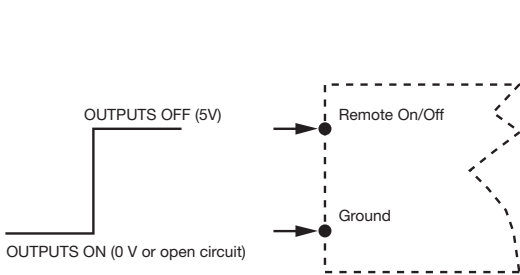 OUTPUTS OFF (5V)
Remote On/Off
Ground
OUTPUTS ON (0 V or open circuit)